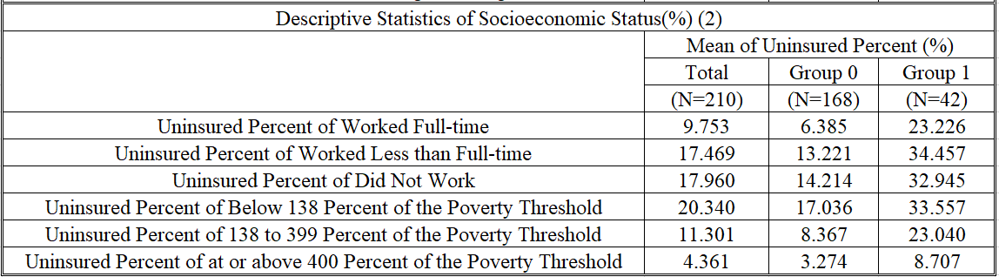 Descriptive Statistics of Socioeconomic Status(%) (2)
Mean of Uninsured Percent (%)
Total Group 0 Group 1
(N=210) (N=168) (N=42)
Uninsured Percent of Worked Full-time 9.753 6.385 23.226
Uninsured Percent of Worked Less than Full-time 17.469 13.221 34.457
Uninsured Percent of Did Not Work 17.960 14.214 32.945
Uninsured Percent of Below 138 Percent of the Poverty Threshold 20.340 17.036 33.557
Uninsured Percent of 138 to 399 Percent of the Poverty Threshold 11.301 8.367 23.040
Uninsured Percent of at or above 400 Percent of the Poverty Threshold 4.361 3.274 8.707